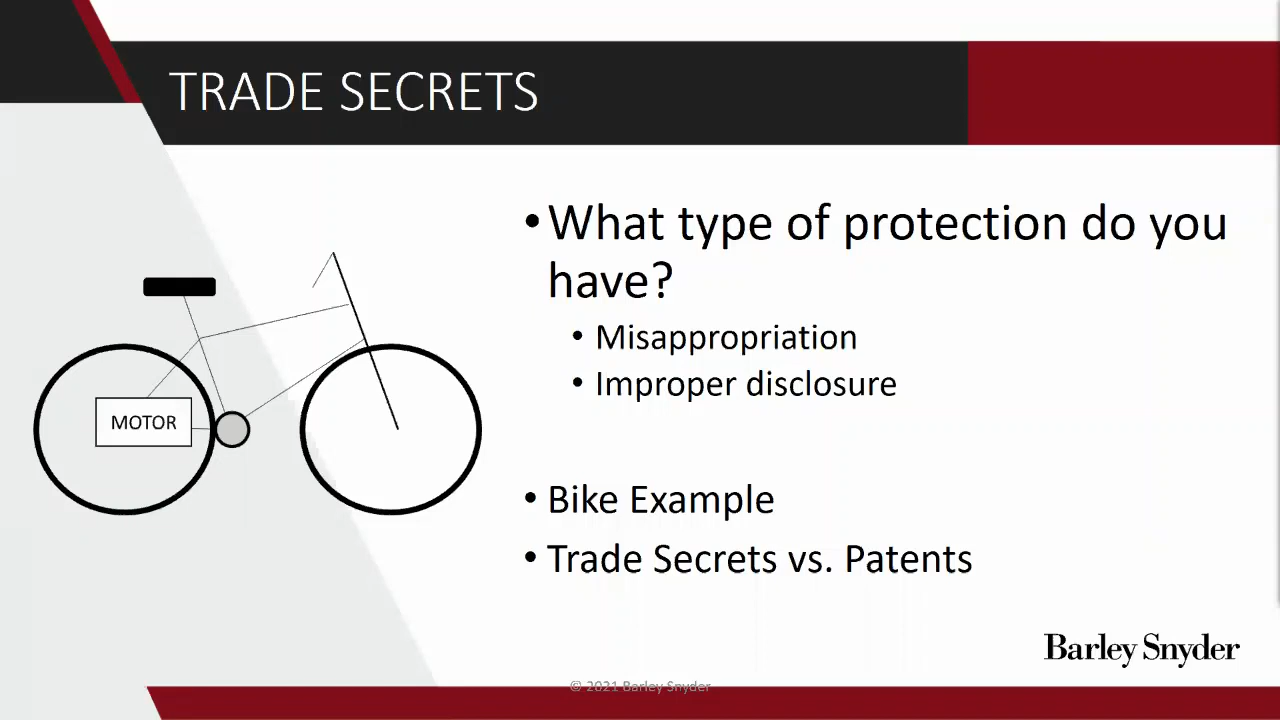 TRADE SECRETS
• What type of protection do you
have?
• Misappropriation
• Improper disclosure
MOTOR
• Bike Example
• Trade Secrets vs. Patents
Barley Snyder
© 2021 Barley Snyder